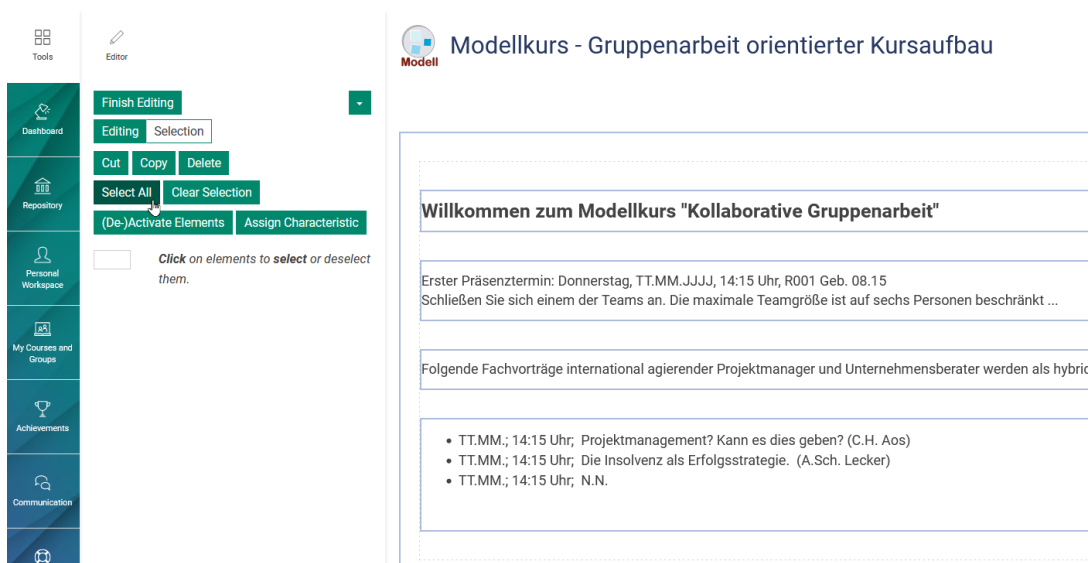 Tools
Editor
Modell
Modellkurs - Gruppenarbeit orientierter Kursaufbau
Dashboard
Repository
Personal
Workspace
My Courses and
Groups
Achievements
Communication
Finish Editing
Editing Selection
Cut Copy Delete
Select All Clear Selection
(De-)Activate Elements Assign Characteristic
Click on elements to select or deselect
them.
Willkommen zum Modellkurs "Kollaborative Gruppenarbeit"
Erster Präsenztermin: Donnerstag, TT.MM.JJJJ, 14:15 Uhr, R001 Geb. 08.15
Schließen Sie sich einem der Teams an. Die maximale Teamgröße ist auf sechs Personen beschränkt ...
Folgende Fachvorträge international agierender Projektmanager und Unternehmensberater werden als hybrid
• TT.MM.; 14:15 Uhr; Projektmanagement? Kann es dies geben? (C.H. Aos)
• TT.MM.; 14:15 Uhr; Die Insolvenz als Erfolgsstrategie. (A.Sch. Lecker)
• TT.MM.; 14:15 Uhr; N.N.